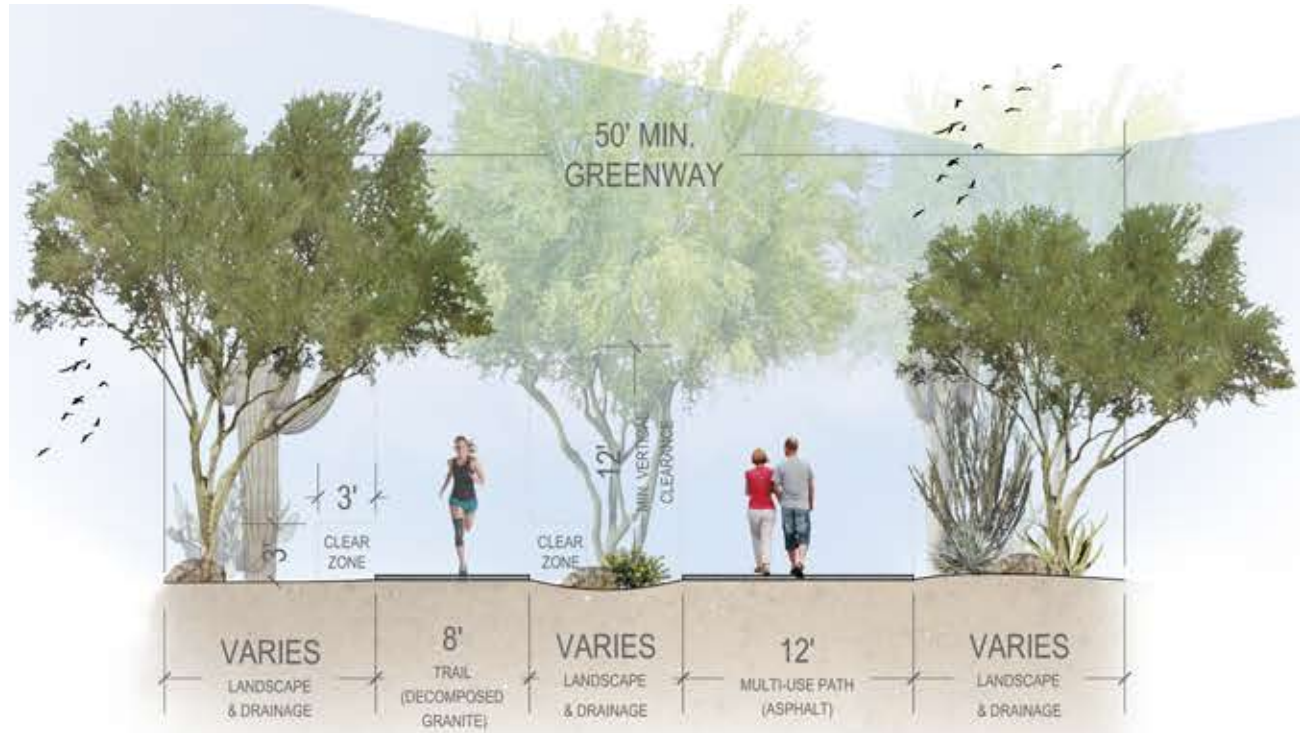 50' MIN.
GREENWAY
12'
MIN. VERTICAL
CLEARANCE
3'
3'
CLEAR
ZONE
CLEAR
ZONE
VARIES
LANDSCAPE
& DRAINAGE
8'
TRAIL
(DECOMPOSED
GRANITE)
VARIES
LANDSCAPE
& DRAINAGE
12'
MULTI-USE PATH
(ASPHALT)
VARIES
LANDSCAPE
& DRAINAGE